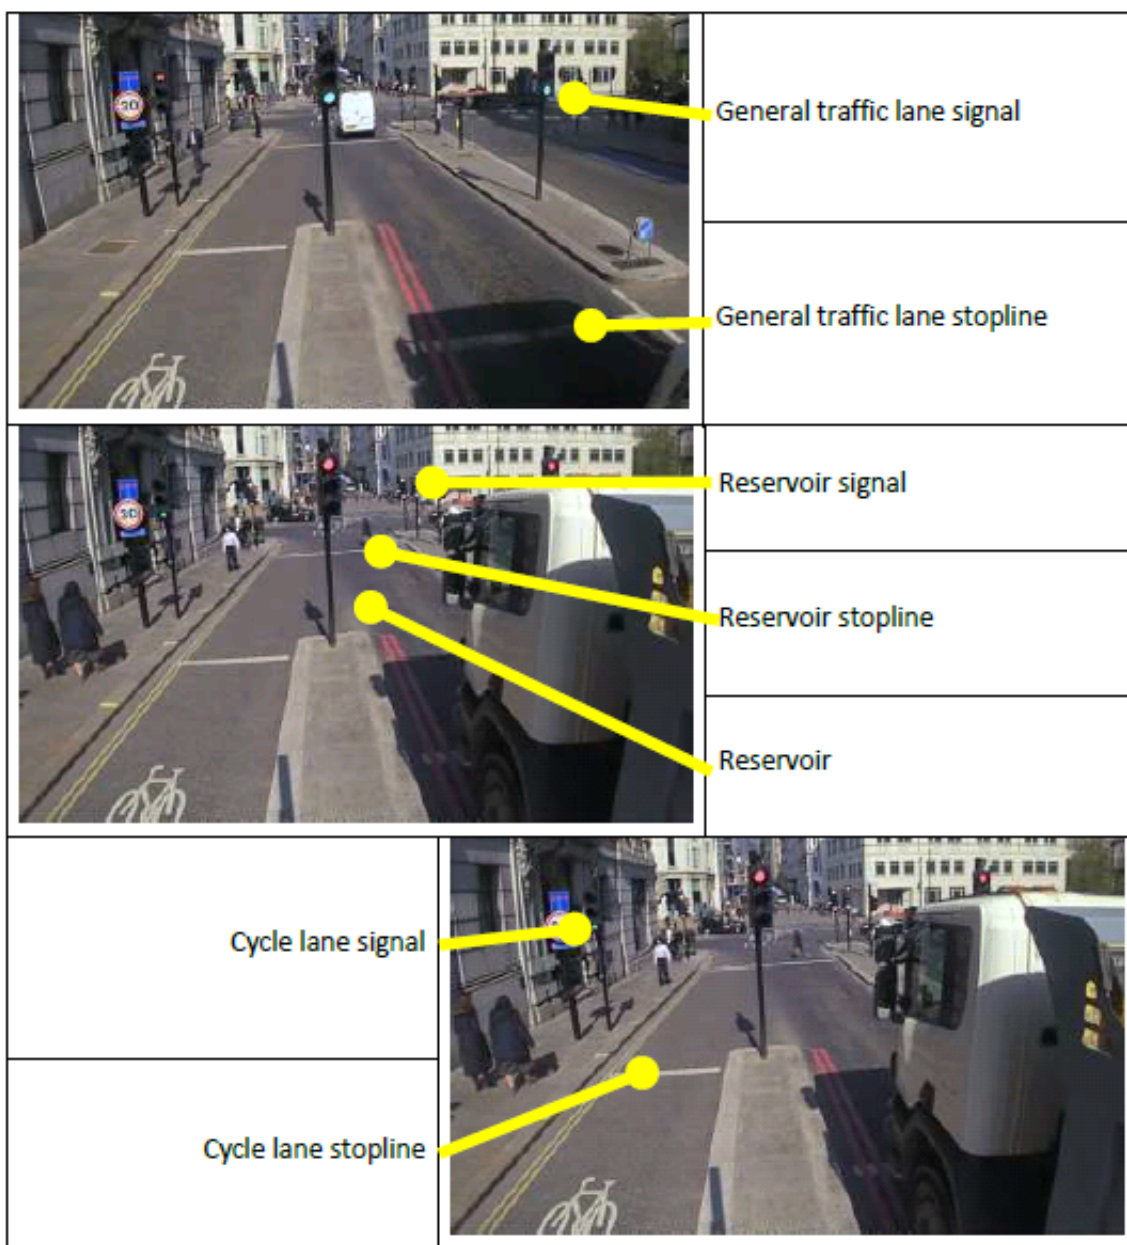 General traffic lane signal
General traffic lane stopline
Reservoir signal
Reservoir stopline
Reservoir
Cycle lane signal
Cycle lane stopline
20
20